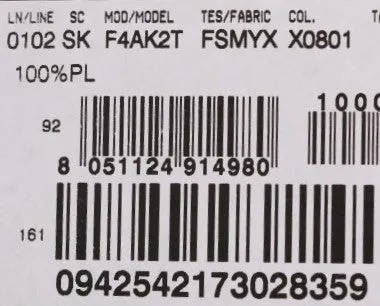 LN/LINE SC MOD/MODEL TES/FABRIC COL.
0102 SK F4AK2T FSMYX X0801
100%PL
1000
92
8 051124 914980
161
0942542173028359